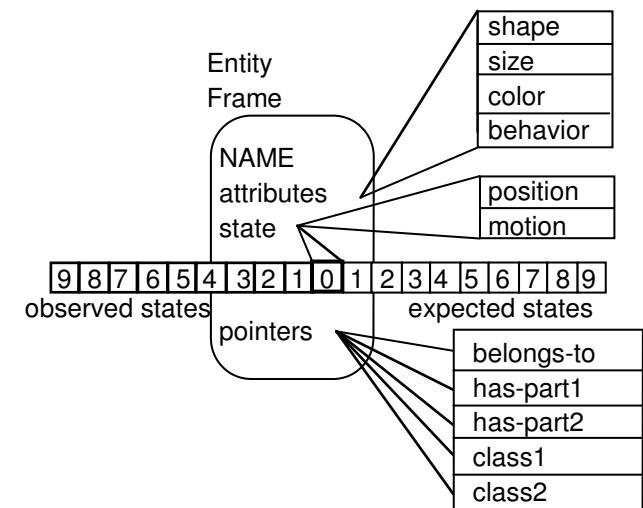 Entity
Frame
NAME
attributes
state
shape
size
color
behavior
position
motion
9 8 7 6 5 4 3 2 1 0 1 2 3 4 5 6 7 8 9
observed states
expected states
pointers
belongs-to
has-part1
has-part2
class1
class2